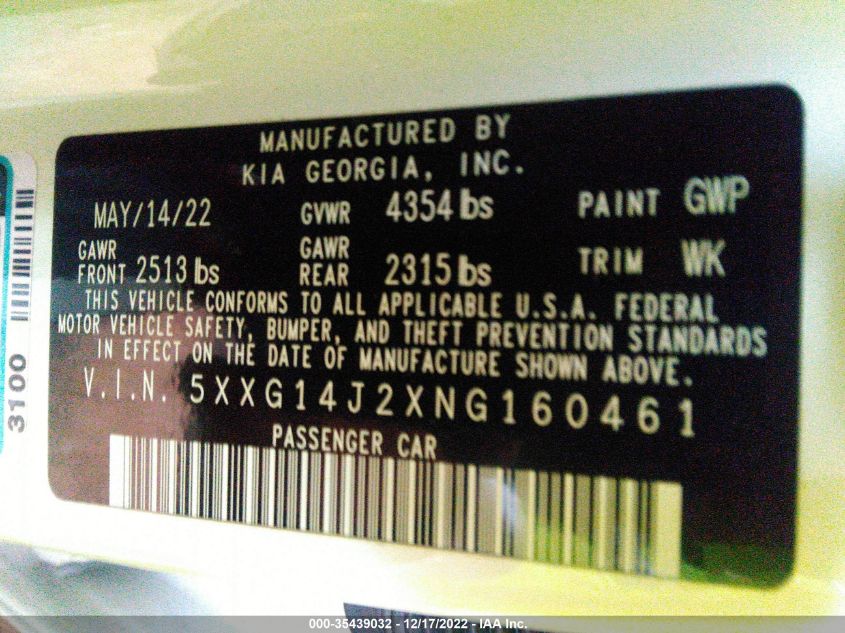 MANUFACTURED BY
KIA GEORGIA, INC.
MAY/14/22 GVWR 4354 lbs PAINT GWP
GAWR FRONT 2513 lbs GAWR REAR 2315 lbs TRIM WK
THIS VEHICLE CONFORMS TO ALL APPLICABLE U.S.A. FEDERAL
MOTOR VEHICLE SAFETY, BUMPER, AND THEFT PREVENTION STANDARDS
IN EFFECT ON THE DATE OF MANUFACTURE SHOWN ABOVE.
V.I.N. 5XXG14J2XNG160461
PASSENGER CAR
3100
000-35439032 - 12/17/2022 - IAA Inc.